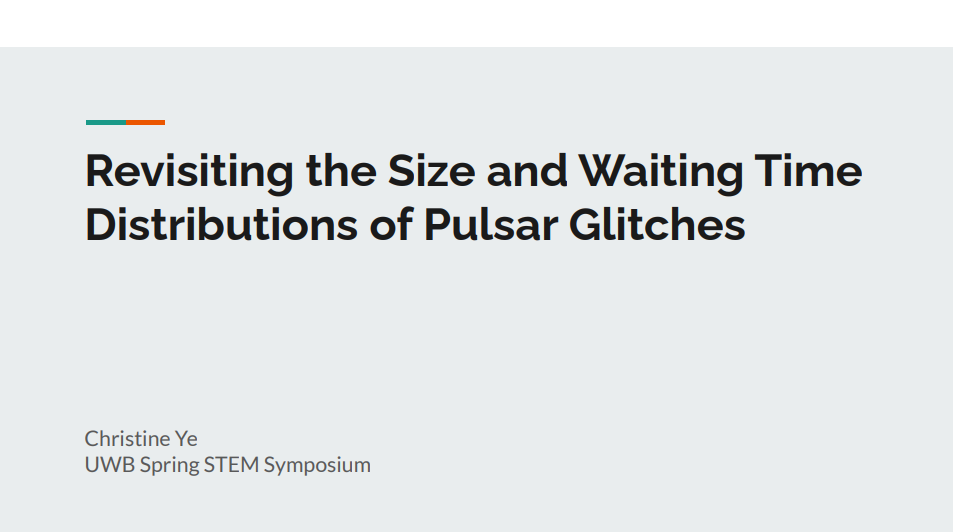 Revisiting the Size and Waiting Time
Distributions of Pulsar Glitches
Christine Ye
UWB Spring STEM Symposium